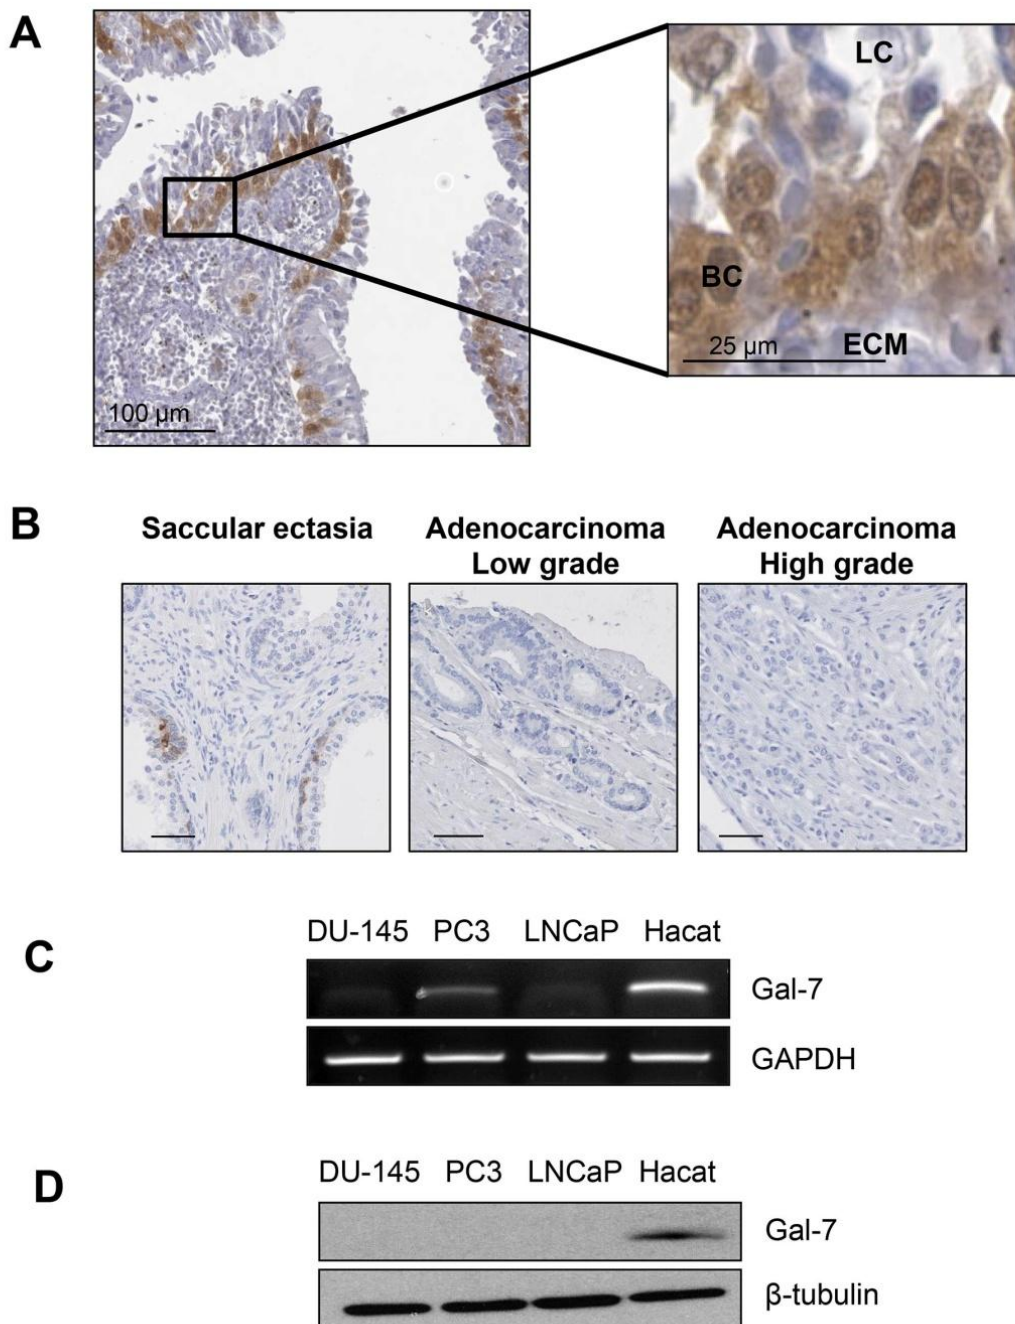 A
LC
BC
25 µm
ECM
100 µm
B
Saccular ectasia
Adenocarcinoma
Low grade
Adenocarcinoma
High grade
C
DU-145 PC3 LNCaP Hacat
Gal-7
GAPDH
D
DU-145 PC3 LNCaP Hacat
Gal-7
β-tubulin